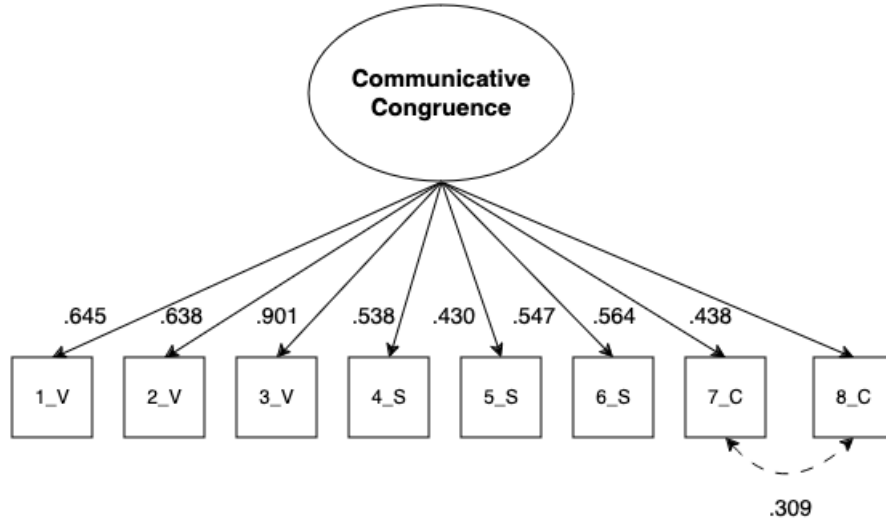 Communicative
Congruence
.645 .638 .901 .538 .430 .547 .564 .438
1_V 2_V 3_V 4_S 5_S 6_S 7_C 8_C
.309